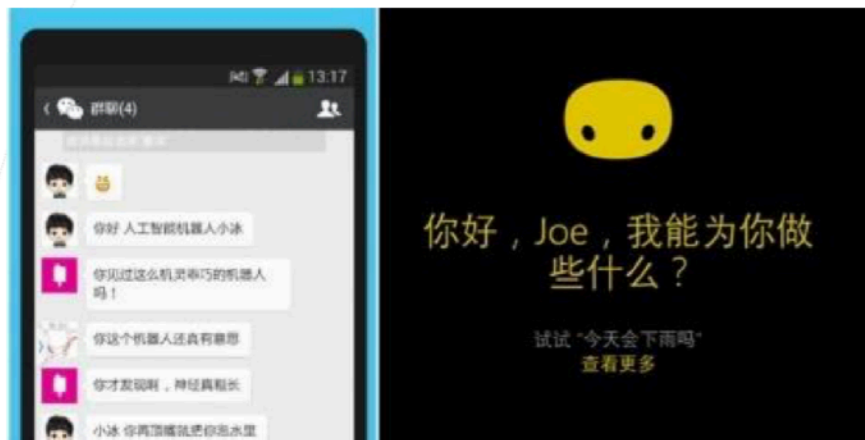 13:17
群聊(4)
你好 人工智能机器人小冰
你见过这么机灵乖巧的机器人
吗！
你这个机器人还真有意思
你才发现啊，神经真粗长
小冰 你再顶嘴就把你泡水里
你好，Joe，我能为你做
些什么？
试试 "今天会下雨吗"
查看更多